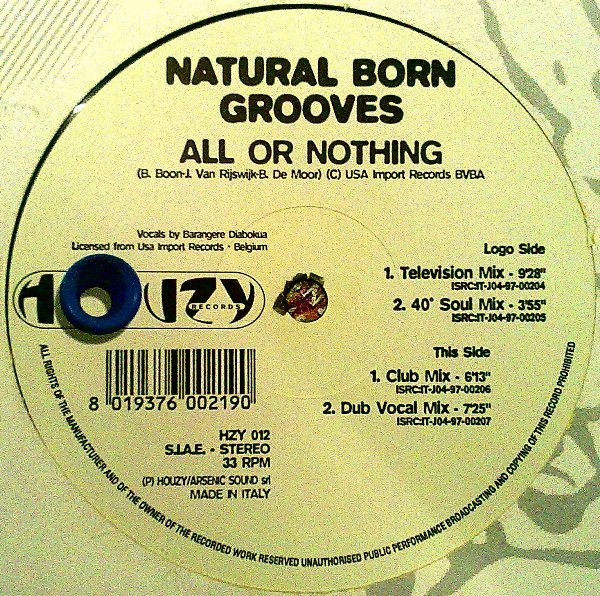 NATURAL BORN
GROOVES
ALL OR NOTHING
(B. Boon-J. Van Rijswijk-B. De Moor) (C) USA Import Records BVBA
Vocals by Barangere Diabokua
Licensed from Usa Import Records - Belgium
HOUZY
RECORDS
8 019376 002190
HZY 012
S.I.A.E. - STEREO
33 RPM
(P) HOUZY/ARSENIC SOUND srl
MADE IN ITALY
Logo Side
1. Television Mix - 9'28"
ISRC:IT-J04-97-00204
2. 40° Soul Mix - 3'55"
ISRC:IT-J04-97-00205
This Side
1. Club Mix - 6'13"
ISRC:IT-J04-97-00206
2. Dub Vocal Mix - 7'25"
ISRC:IT-J04-97-00207
ALL RIGHTS OF THE MANUFACTURER AND OF THE OWNER OF THE RECORDED WORK RESERVED UNAUTHORISED PUBLIC PERFORMANCE BROADCASTING AND COPYING OF THIS RECORD PROHIBITED